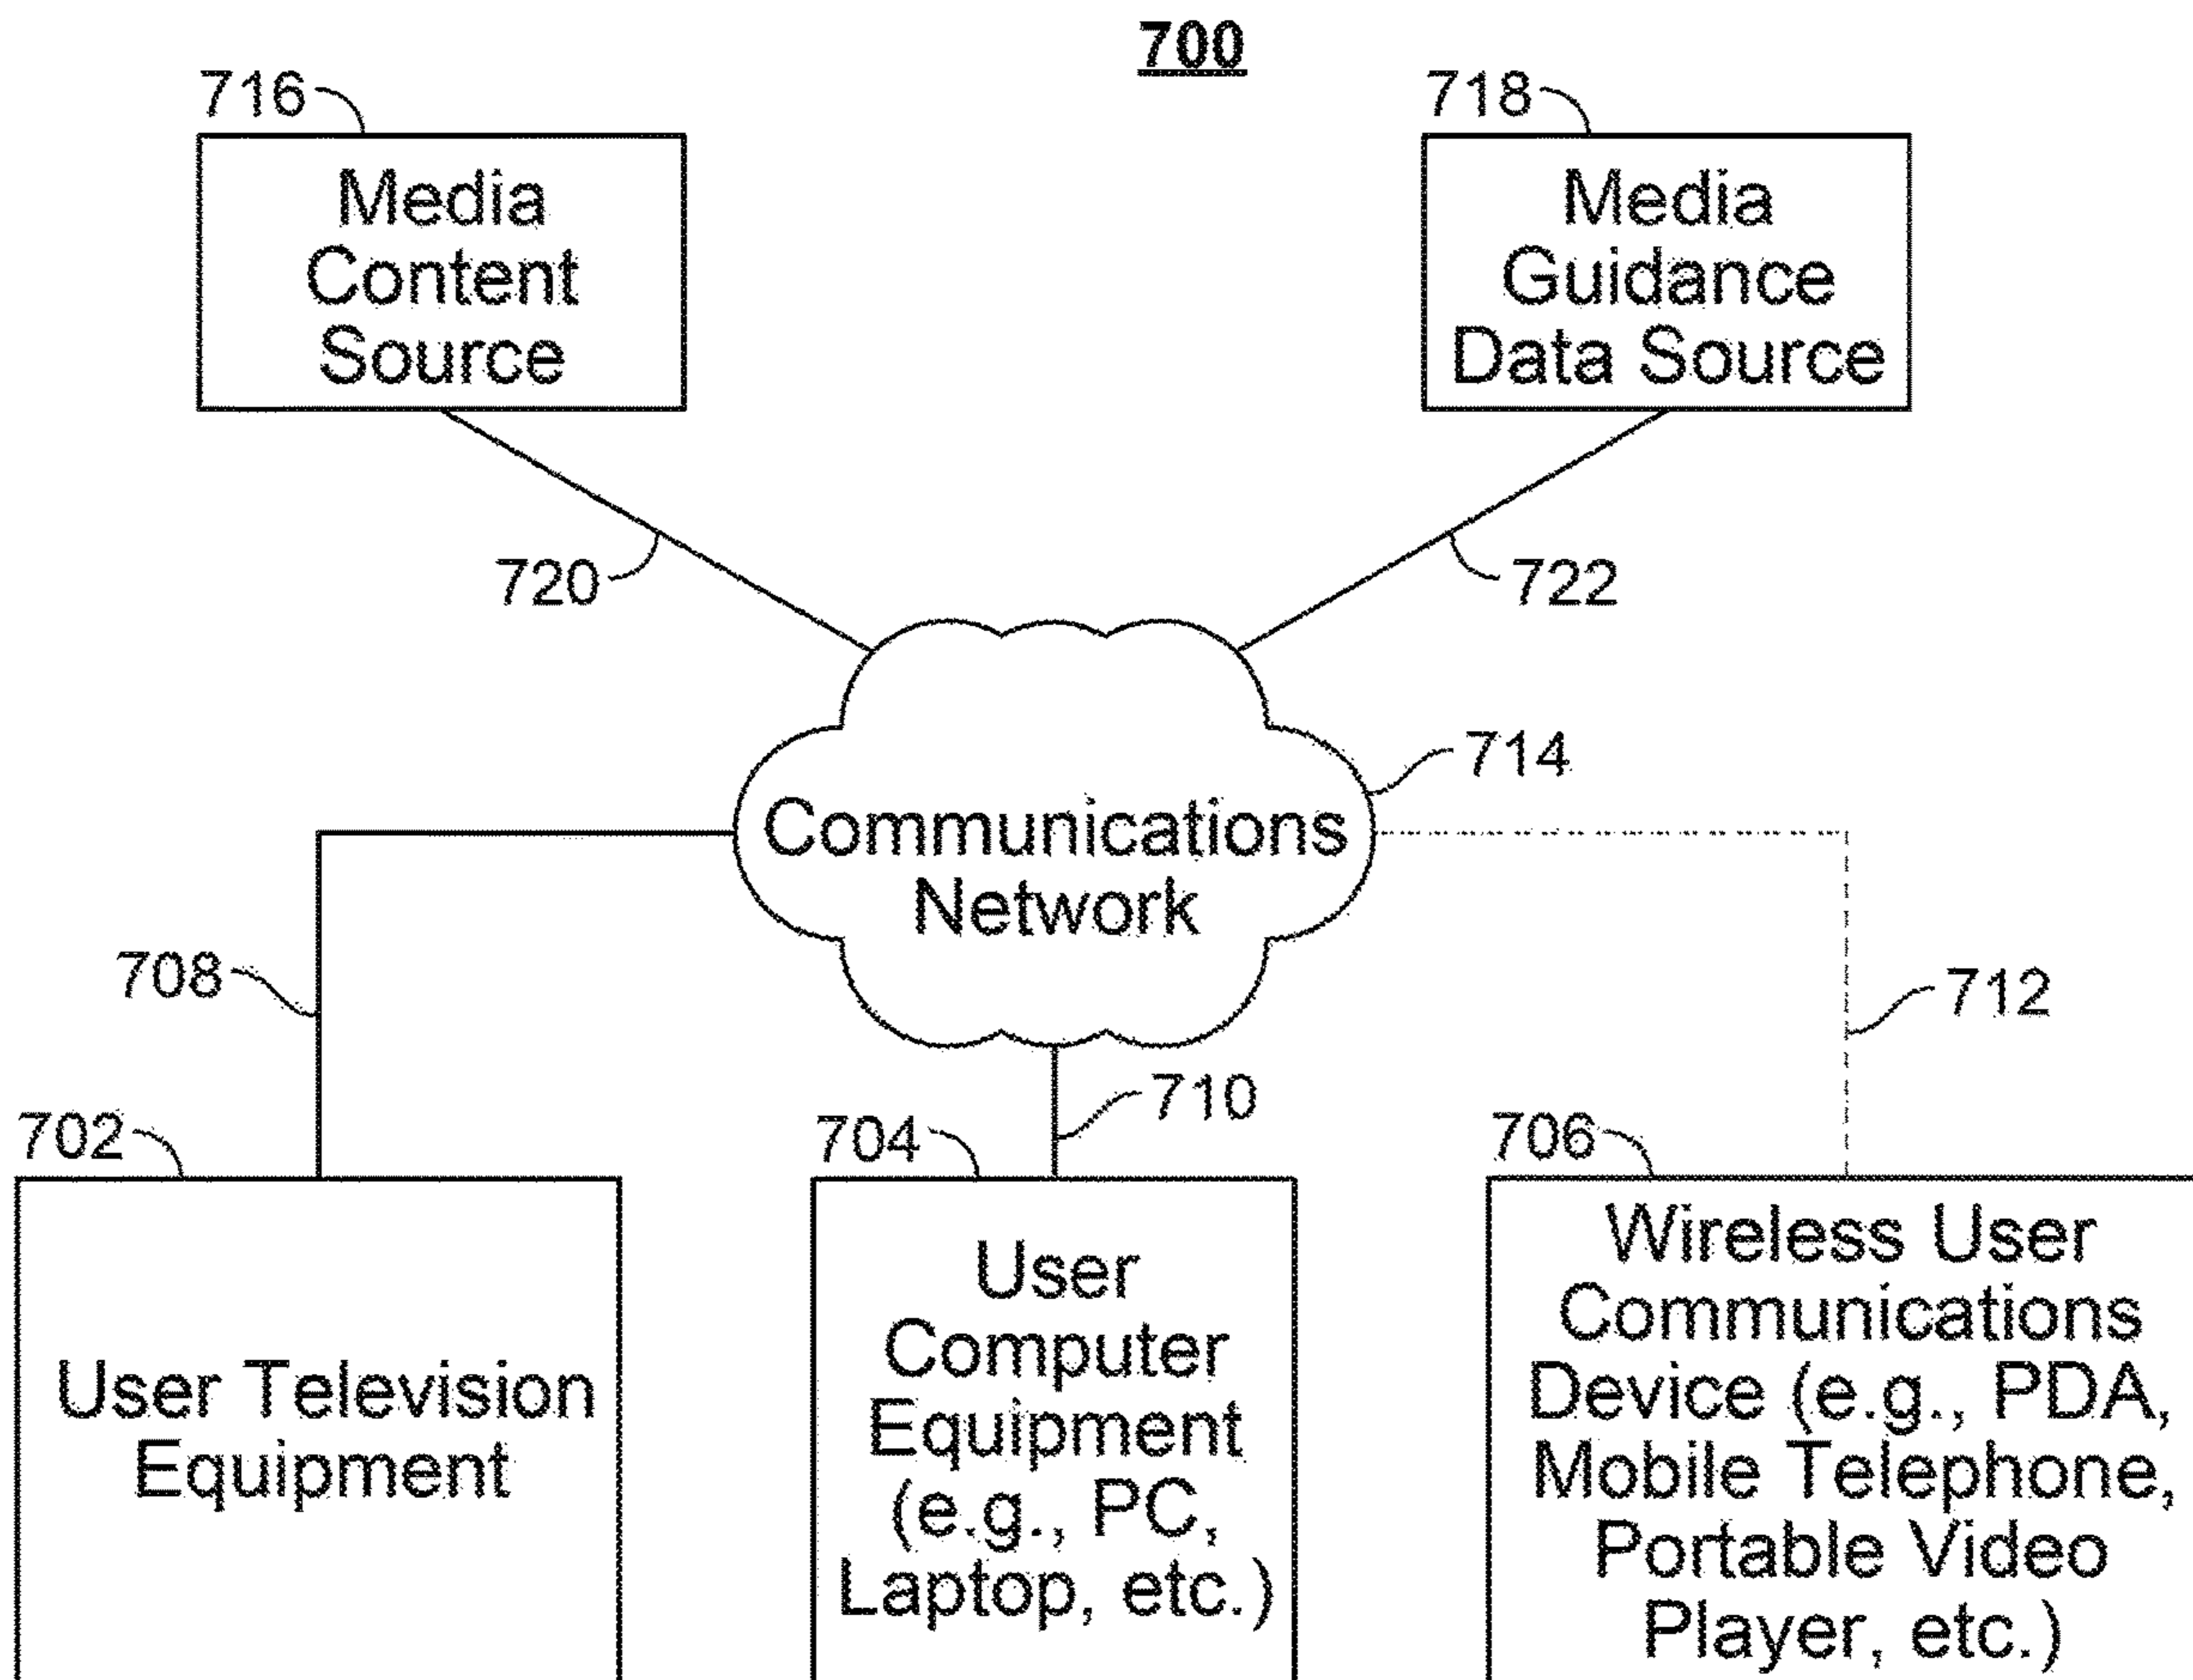 700
716
718
Media
Content
Source
Media
Guidance
Data Source
720
722
714
Communications
Network
708
712
710
702
704
706
User Television
Equipment
User
Computer
Equipment
(e.g., PC,
Laptop, etc.)
Wireless User
Communications
Device (e.g., PDA,
Mobile Telephone,
Portable Video
Player, etc.)